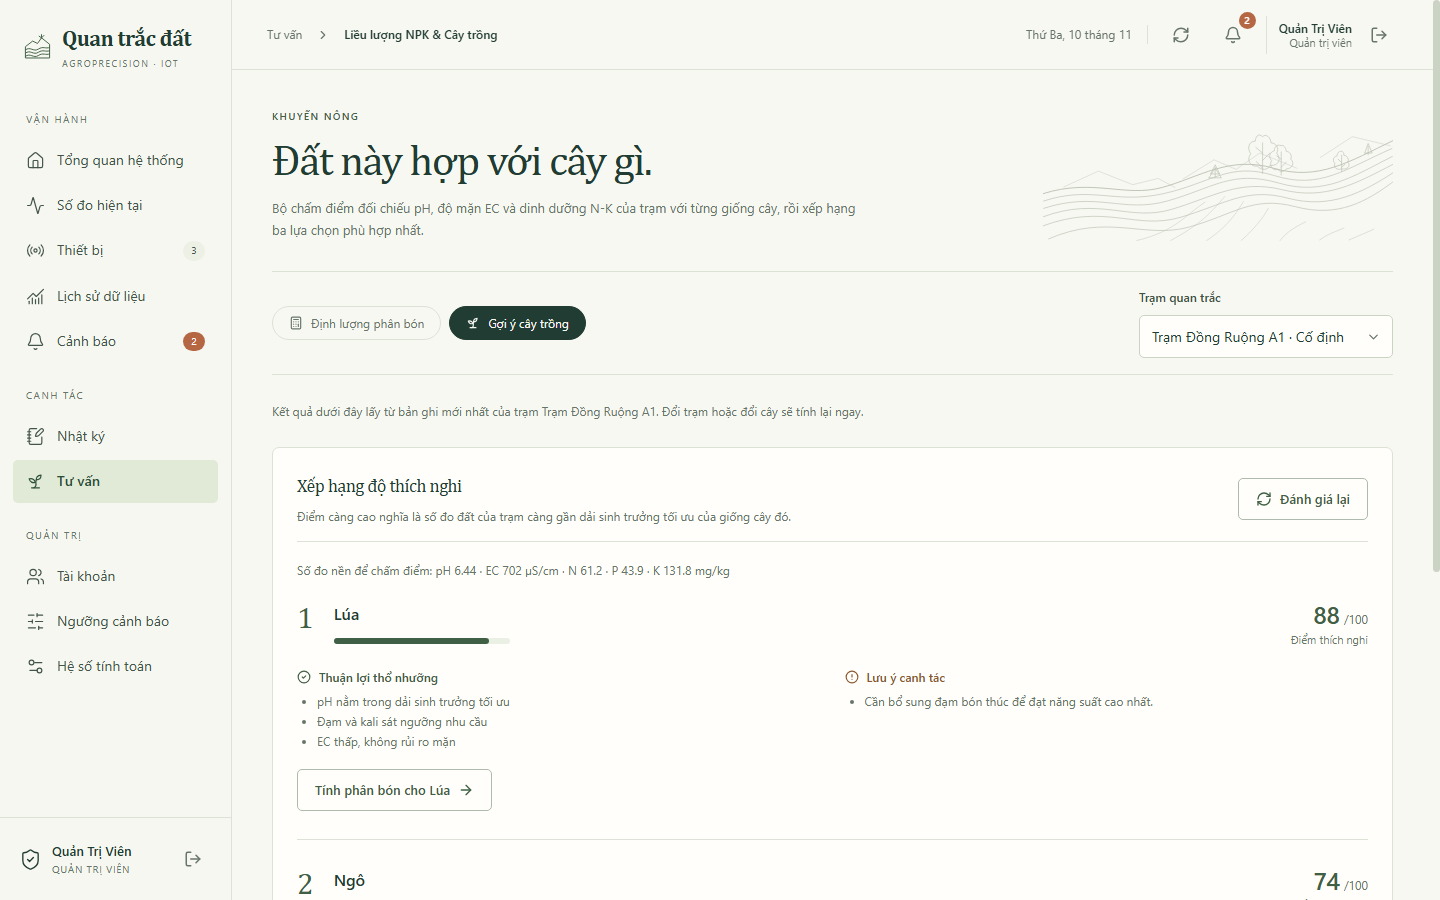 Quan trắc đất
AGROPRECISION · IOT
VẬN HÀNH
Tổng quan hệ thống
Số đo hiện tại
Thiết bị
3
Lịch sử dữ liệu
Cảnh báo
2
CANH TÁC
Nhật ký
Tư vấn
QUẢN TRỊ
Tài khoản
Ngưỡng cảnh báo
Hệ số tính toán
Quản Trị Viên
QUẢN TRỊ VIÊN
Tư vấn
Liều lượng NPK & Cây trồng
Thứ Ba, 10 tháng 11
2
Quản Trị Viên
Quản trị viên
KHUYẾN NÔNG
Đất này hợp với cây gì.
Bộ chấm điểm đối chiếu pH, độ mặn EC và dinh dưỡng N-K của trạm với từng giống cây, rồi xếp hạng
ba lựa chọn phù hợp nhất.
Định lượng phân bón
Gợi ý cây trồng
Trạm quan trắc
Trạm Đồng Ruộng A1 · Cố định
Kết quả dưới đây lấy từ bản ghi mới nhất của trạm Trạm Đồng Ruộng A1. Đổi trạm hoặc đổi cây sẽ tính lại ngay.
Xếp hạng độ thích nghi
Điểm càng cao nghĩa là số đo đất của trạm càng gần dải sinh trưởng tối ưu của giống cây đó.
Đánh giá lại
Số đo nền để chấm điểm: pH 6.44 · EC 702 µS/cm · N 61.2 · P 43.9 · K 131.8 mg/kg
1
Lúa
88 /100
Điểm thích nghi
Thuận lợi thổ nhưỡng
pH nằm trong dải sinh trưởng tối ưu
Đạm và kali sát ngưỡng nhu cầu
EC thấp, không rủi ro mặn
Lưu ý canh tác
Cần bổ sung đạm bón thúc để đạt năng suất cao nhất.
Tính phân bón cho Lúa
2
Ngô
74 /100